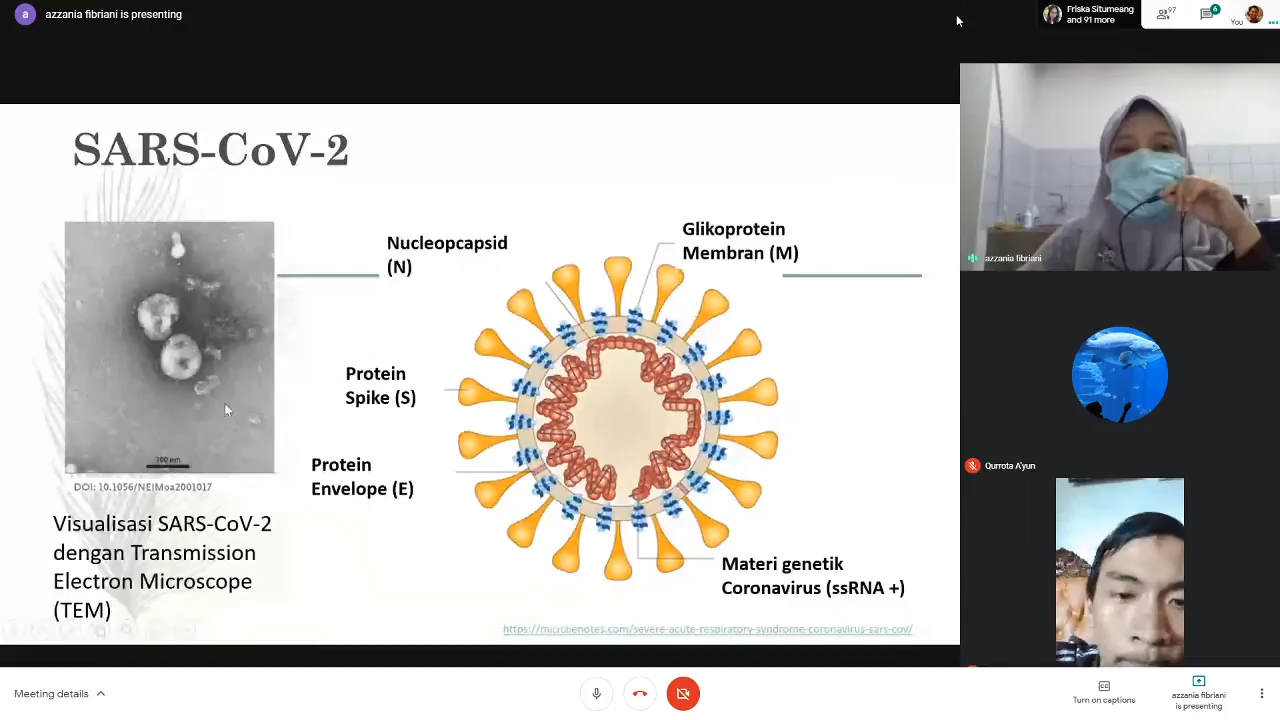 a
azzania fibriani is presenting
Friska Situmeang
and 91 more
97
6
You
SARS-CoV-2
Nucleopcapsid
(N)
Glikoprotein
Membran (M)
Protein
Spike (S)
Protein
Envelope (E)
Materi genetik
Coronavirus (ssRNA +)
100 nm
DOI: 10.1056/NEJMoa2001017
Visualisasi SARS-CoV-2
dengan Transmission
Electron Microscope
(TEM)
https://microbenotes.com/severe-acute-respiratory-syndrome-coronavirus-sars-cov/
azzania fibriani
Qurrota A'yun
Meeting details
Turn on captions
azzania fibriani
is presenting